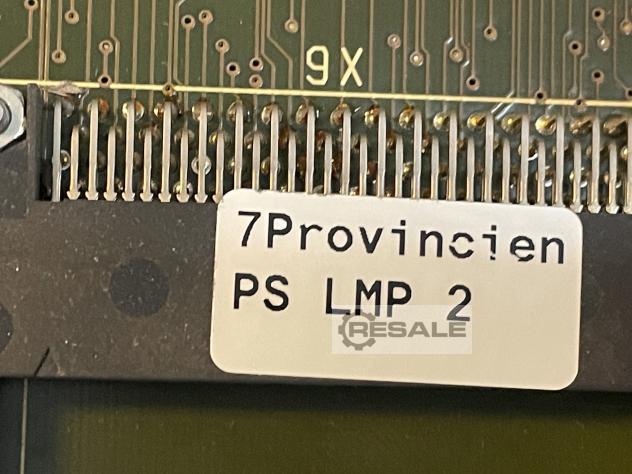 9X
7Provincien
PS LMP 2
RESALE